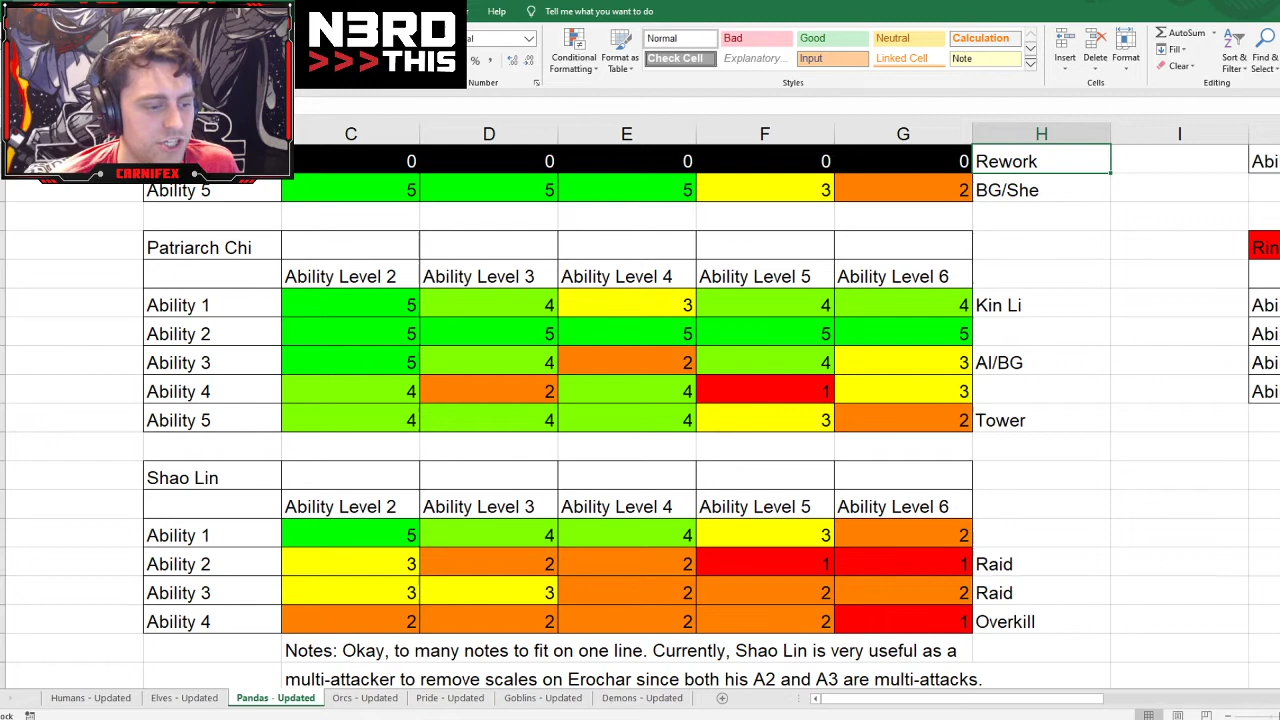 Help
Tell me what you want to do
N3RD
>>> THIS
CARNIFEX
al
%
Number
Conditional
Formatting
Format as
Table
Normal
Bad
Good
Neutral
Calculation
Check Cell
Explanatory...
Input
Linked Cell
Note
Styles
Insert
Delete
Format
Cells
AutoSum
Fill
Clear
Sort &
Filter
Find &
Select
Editing
C D E F G H I
0 0 0 0 0 Rework Abi
Ability 5 5 5 5 3 2 BG/She
Patriarch Chi Rin
Ability Level 2 Ability Level 3 Ability Level 4 Ability Level 5 Ability Level 6
Ability 1 5 4 3 4 4 Kin Li Abi
Ability 2 5 5 5 5 5 Abi
Ability 3 5 4 2 4 3 AI/BG Abi
Ability 4 4 2 4 1 3 Abi
Ability 5 4 4 4 3 2 Tower
Shao Lin
Ability Level 2 Ability Level 3 Ability Level 4 Ability Level 5 Ability Level 6
Ability 1 5 4 4 3 2
Ability 2 3 2 2 1 1 Raid
Ability 3 3 3 2 2 2 Raid
Ability 4 2 2 2 2 1 Overkill
Notes: Okay, to many notes to fit on one line. Currently, Shao Lin is very useful as a
multi-attacker to remove scales on Erochar since both his A2 and A3 are multi-attacks.
Humans - Updated Elves - Updated Pandas - Updated Orcs - Updated Pride - Updated Goblins - Updated Demons - Updated
ock